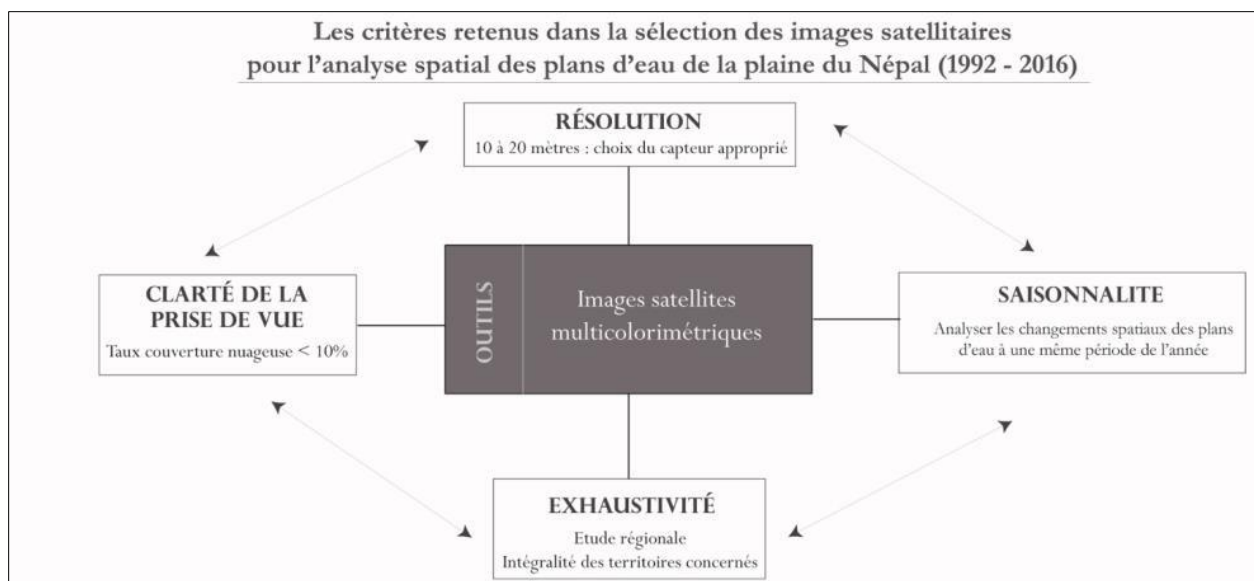 Les critères retenus dans la sélection des images satellitaires
pour l'analyse spatial des plans d'eau de la plaine du Népal (1992 - 2016)
RÉSOLUTION
10 à 20 mètres : choix du capteur approprié
CLARTÉ DE LA
PRISE DE VUE
Taux couverture nuageuse < 10%
OUTILS
Images satellites
multicolorimétriques
SAISONNALITE
Analyser les changements spatiaux des plans
d'eau à une même période de l'année
EXHAUSTIVITÉ
Etude régionale
Intégralité des territoires concernés